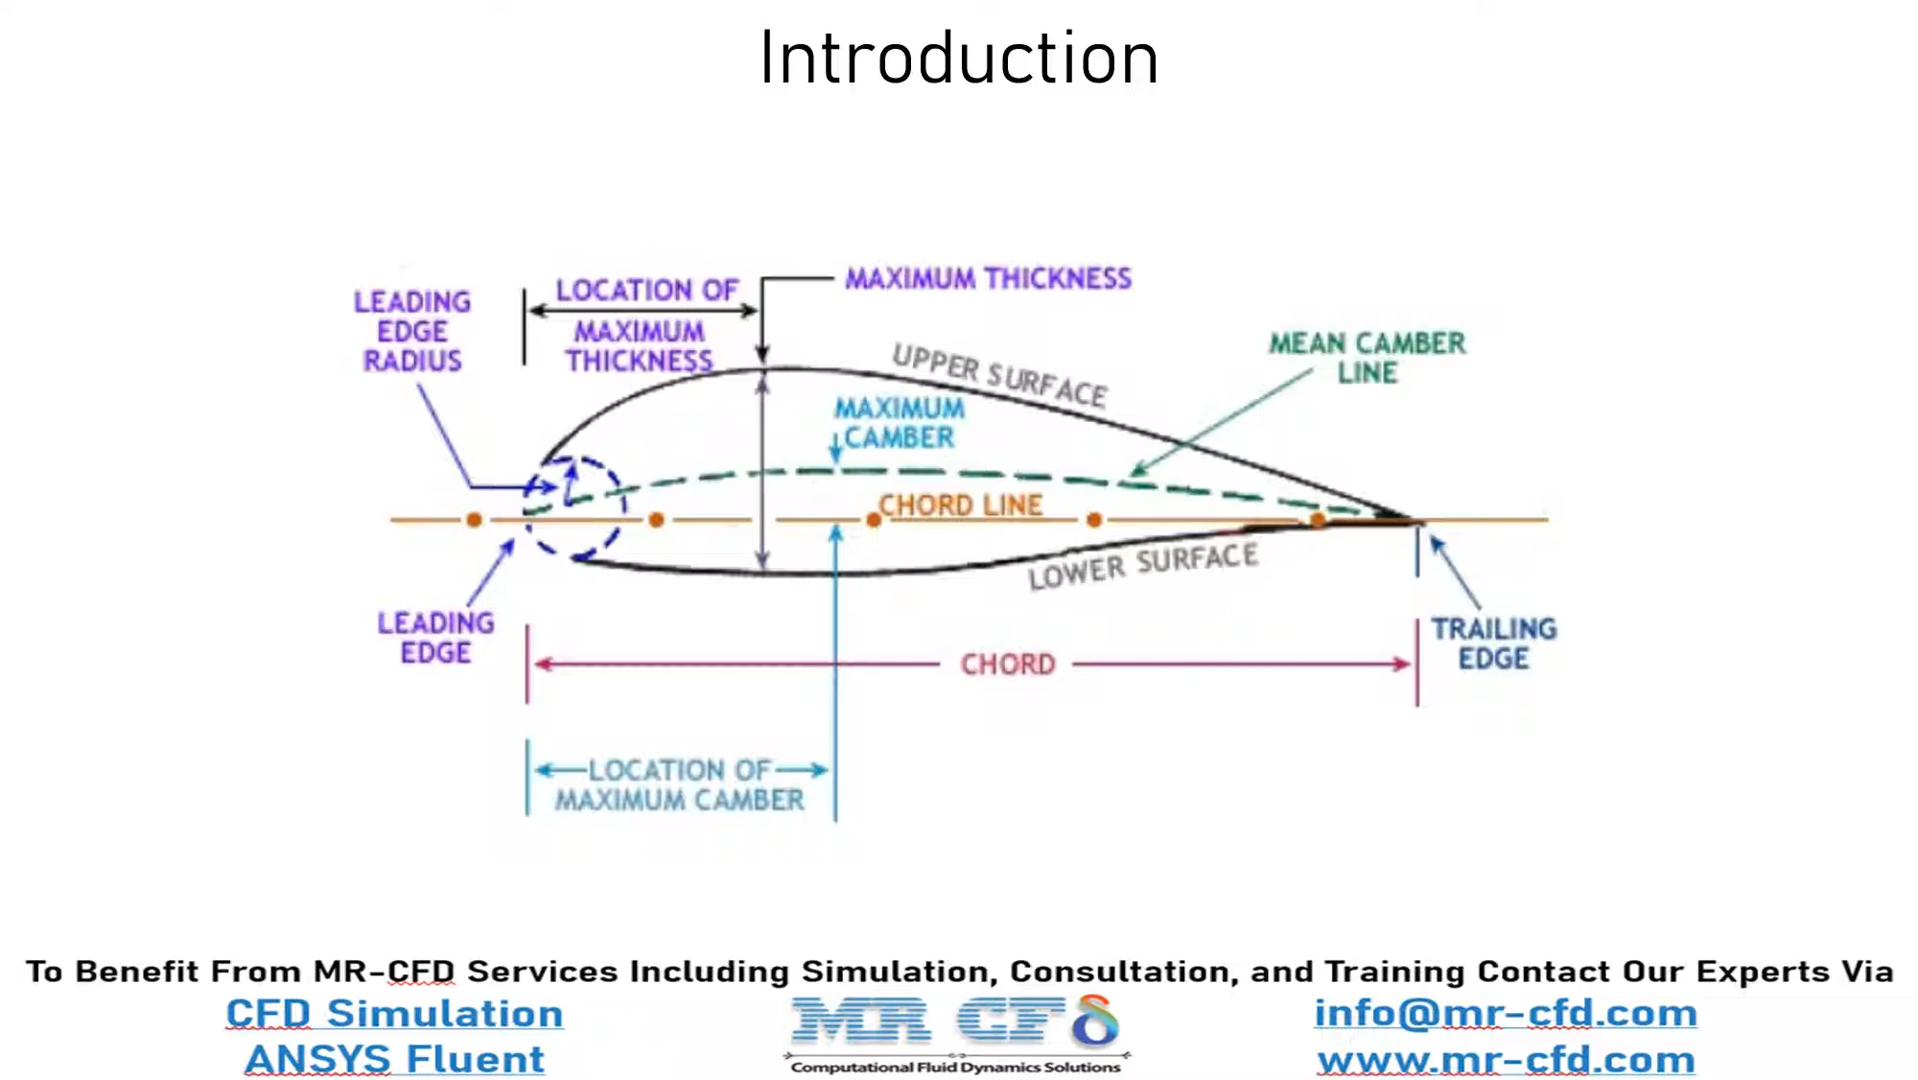 Introduction
MAXIMUM THICKNESS
LOCATION OF
MAXIMUM
THICKNESS
LEADING
EDGE
RADIUS
UPPER SURFACE
MEAN CAMBER
LINE
MAXIMUM
CAMBER
CHORD LINE
LOWER SURFACE
LEADING
EDGE
TRAILING
EDGE
CHORD
LOCATION OF
MAXIMUM CAMBER
To Benefit From MR-CFD Services Including Simulation, Consultation, and Training Contact Our Experts Via
CFD Simulation
ANSYS Fluent
MR CFδ
Computational Fluid Dynamics Solutions
info@mr-cfd.com
www.mr-cfd.com